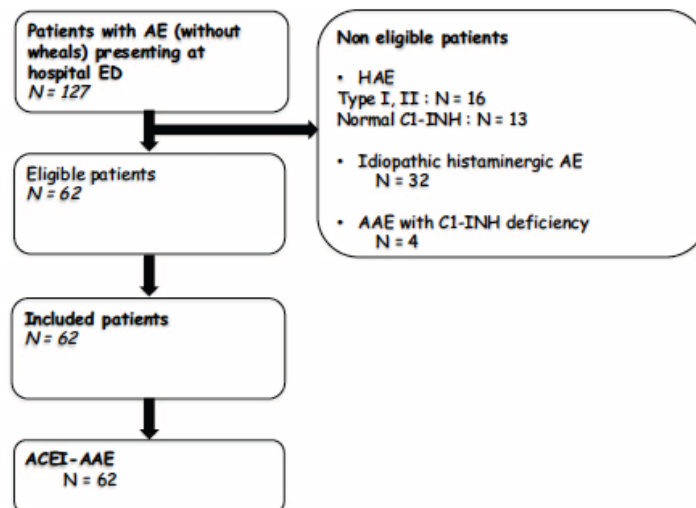 Patients with AE (without
wheals) presenting at
hospital ED
N = 127
Non eligible patients
• HAE
Type I, II : N = 16
Normal C1-INH : N = 13
• Idiopathic histaminergic AE
N = 32
• AAE with C1-INH deficiency
N = 4
Eligible patients
N = 62
Included patients
N = 62
ACEI-AAE
N = 62